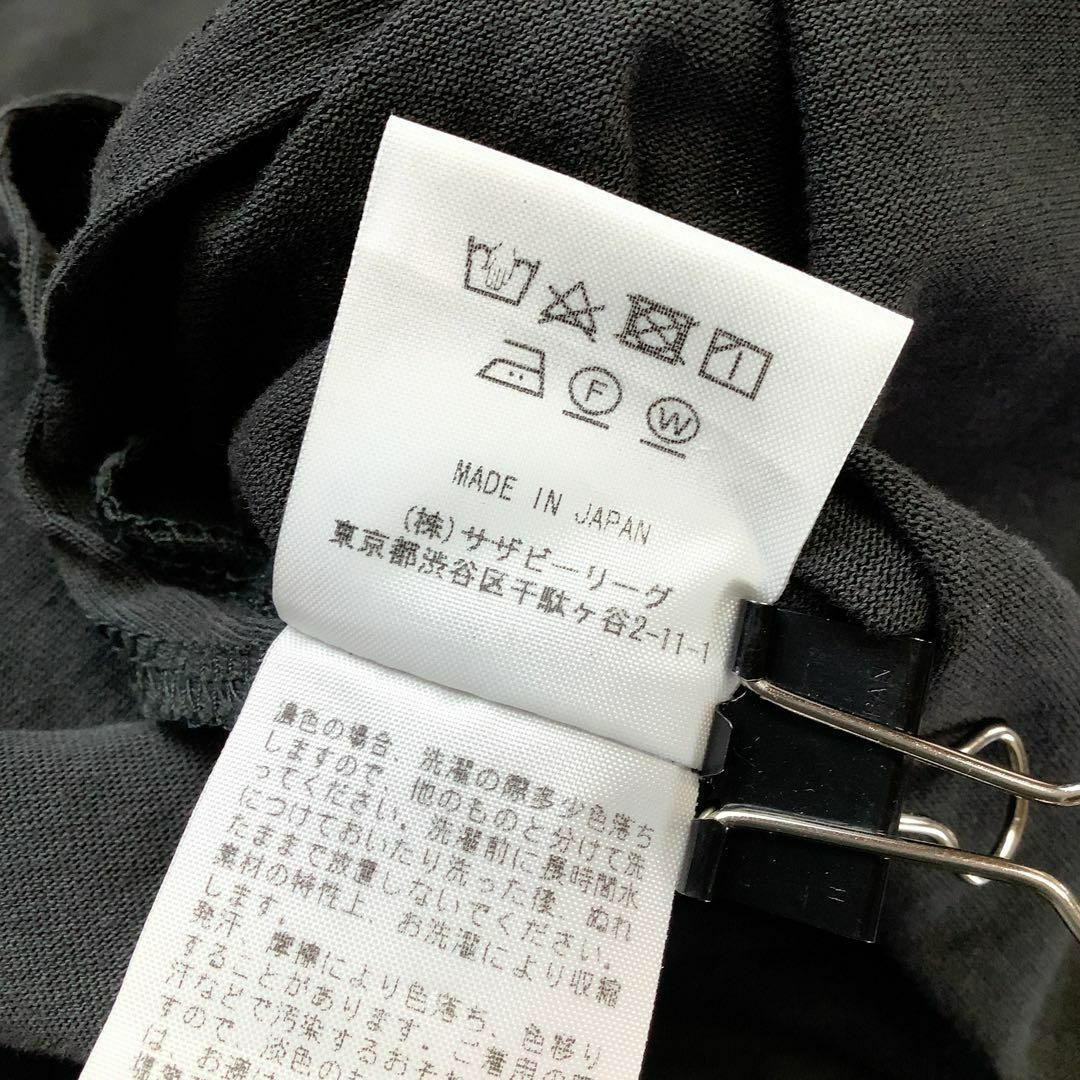 F
W
MADE IN JAPAN
(株)サザビーリーグ
東京都渋谷区千駄ヶ谷2-11-1
濃色の場合、洗濯の際多少色落ち
しますので、他のものと分けて洗
ってください。洗濯前に長時間水
につけておいたり洗った後、ぬれ
たままで放置しないでください。
素材の特性上、お洗濯により収縮
します。
発汗、摩擦により色落ち、色移り
することがあります。ご着用の
汗などで汚染するおそれ
すので、淡色のも
は、お避け